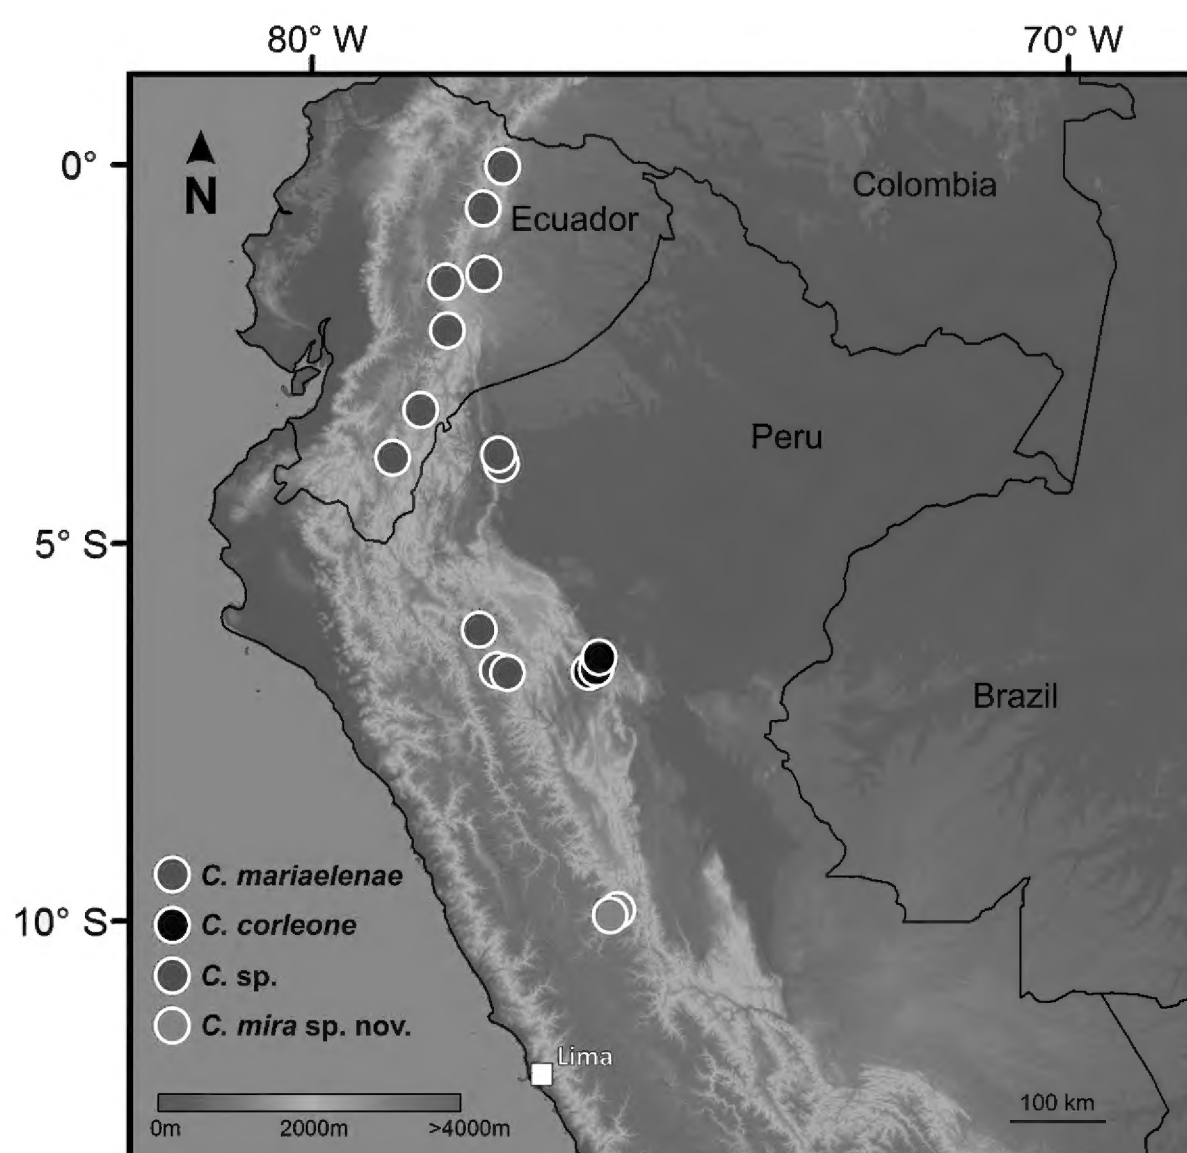 80° W
70° W
0°
N
Colombia
Ecuador
Peru
5° S
Brazil
C. mariaelenae
10° S
C. corleone
C. sp.
C. mira sp. nov.
Lima
0m
2000m
>4000m
100 km